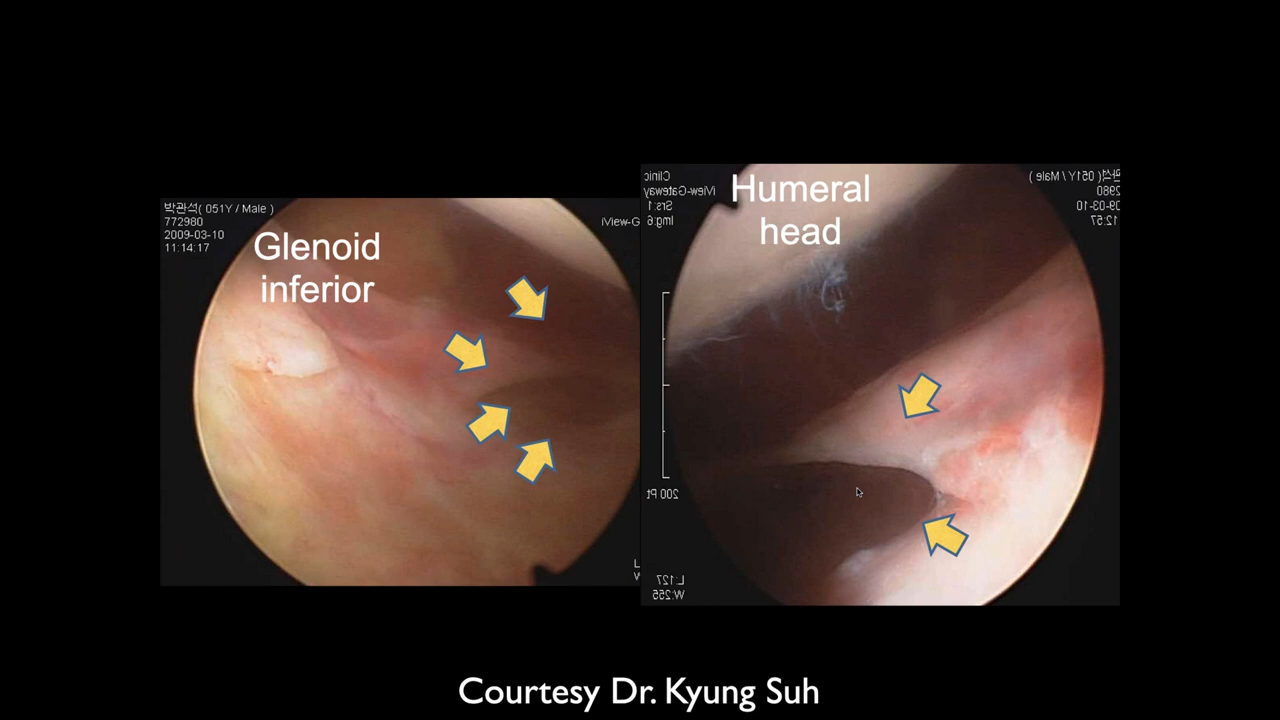 박관석( 051Y / Male )
772980
2009-03-10
11:14:17
iView-G
Glenoid
inferior
L
W
Clinic
iView-Gateway
Srs:1
Img:6
( 051Y / Male )
2980
09-03-10
12:57
Humeral
head
200 Pt
L:127
W:255
Courtesy Dr. Kyung Suh